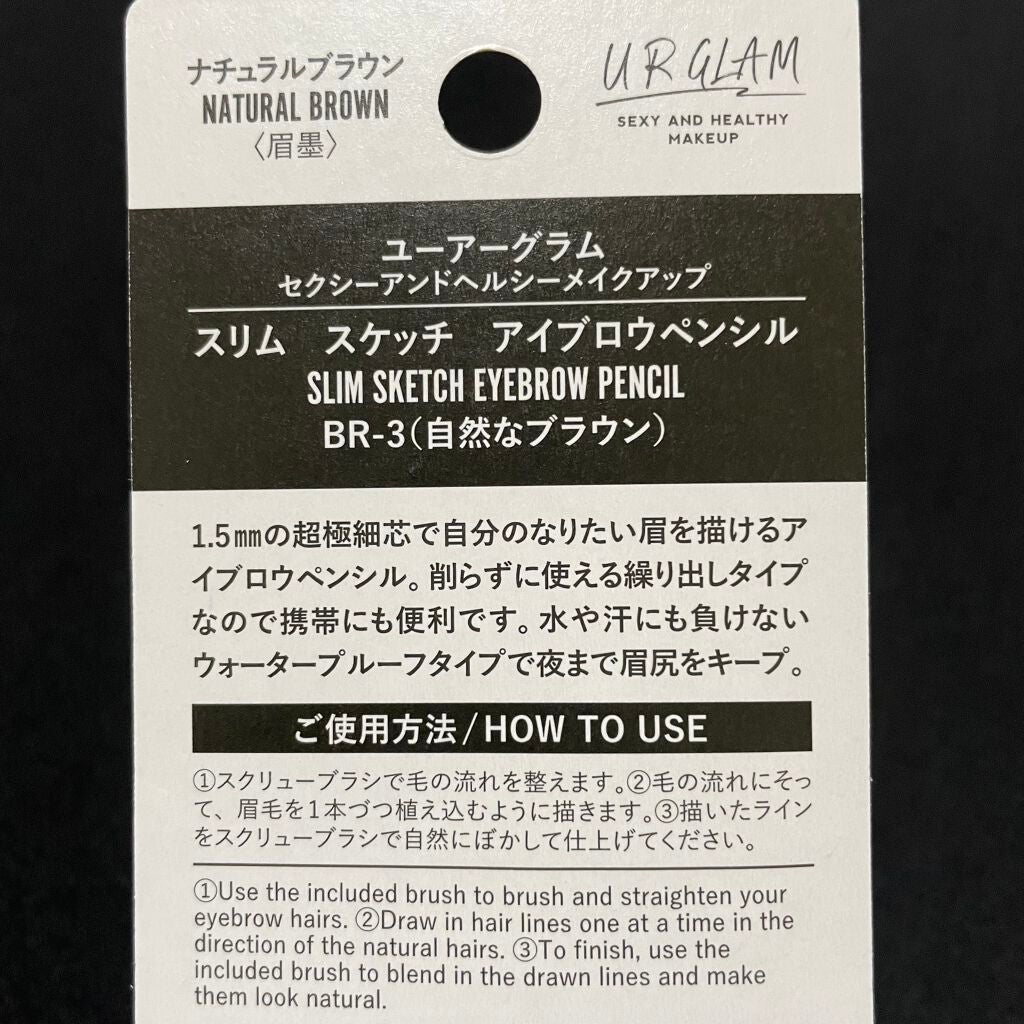 ナチュラルブラウン
NATURAL BROWN
〈眉墨〉
UR GLAM
SEXY AND HEALTHY
MAKEUP
ユーアーグラム
セクシーアンドヘルシーメイクアップ
スリム　スケッチ　アイブロウペンシル
SLIM SKETCH EYEBROW PENCIL
BR-3（自然なブラウン）
1.5㎜の超極細芯で自分のなりたい眉を描けるア
イブロウペンシル。削らずに使える繰り出しタイプ
なので携帯にも便利です。水や汗にも負けない
ウォータープルーフタイプで夜まで眉尻をキープ。
ご使用方法/HOW TO USE
①スクリューブラシで毛の流れを整えます。②毛の流れにそっ
て、眉毛を1本づつ植え込むように描きます。③描いたライン
をスクリューブラシで自然にぼかして仕上げてください。
①Use the included brush to brush and straighten your
eyebrow hairs. ②Draw in hair lines one at a time in the
direction of the natural hairs. ③To finish, use the
included brush to blend in the drawn lines and make
them look natural.